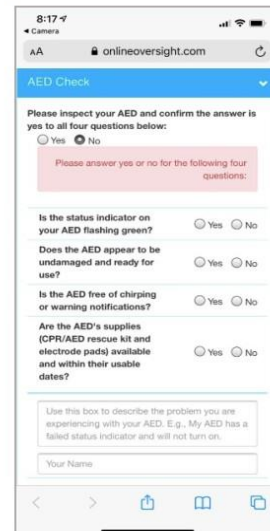 8:17
Camera
AA onlineoversight.com
AED Check
Please inspect your AED and confirm the answer is
yes to all four questions below:
Yes No
Please answer yes or no for the following four
questions:
Is the status indicator on
your AED flashing green?
Yes No
Does the AED appear to be
undamaged and ready for
use?
Yes No
Is the AED free of chirping
or warning notifications?
Yes No
Are the AED's supplies
(CPR/AED rescue kit and
electrode pads) available
and within their usable
dates?
Yes No
Use this box to describe the problem you are
experiencing with your AED. E.g., My AED has a
failed status indicator and will not turn on.
Your Name